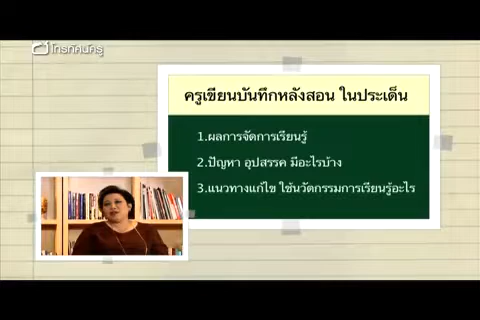 โทรทัศน์ครู
ครูเขียนบันทึกหลังสอน ในประเด็น
1.ผลการจัดการเรียนรู้
2.ปัญหา อุปสรรค มีอะไรบ้าง
3.แนวทางแก้ไข ใช้นวัตกรรมการเรียนรู้อะไร